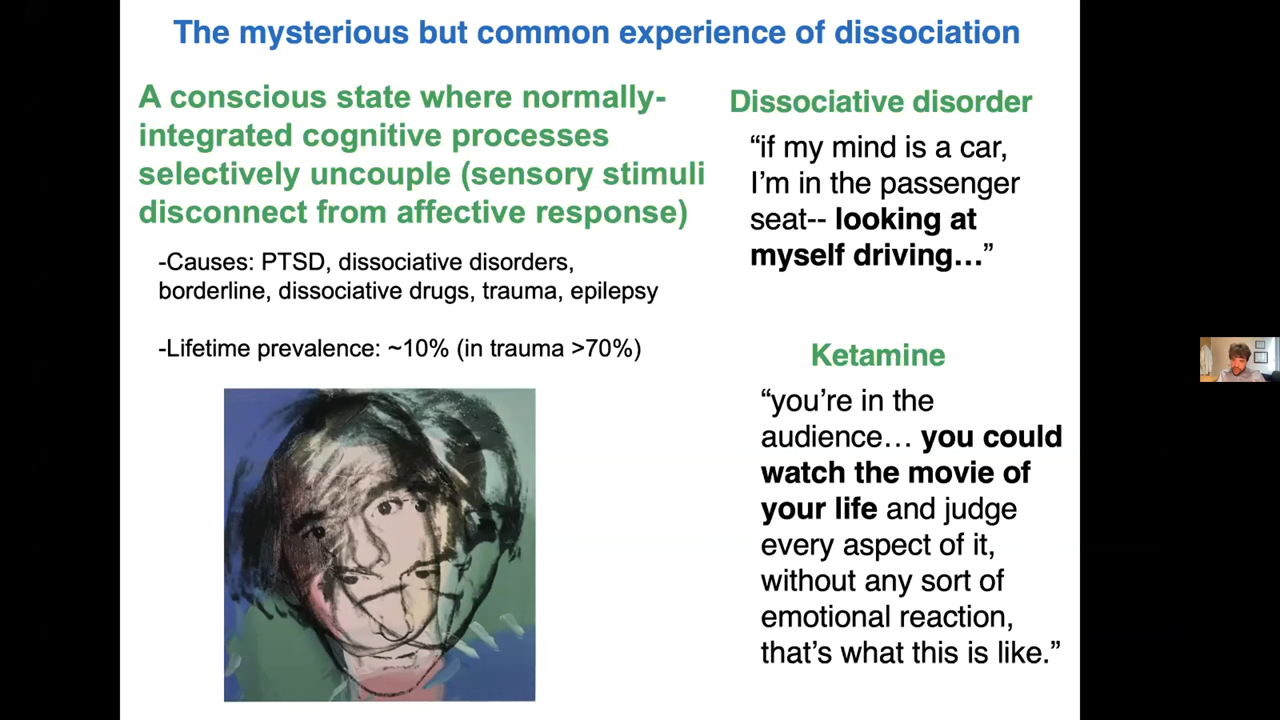 The mysterious but common experience of dissociation
A conscious state where normally-
integrated cognitive processes
selectively uncouple (sensory stimuli
disconnect from affective response)
-Causes: PTSD, dissociative disorders,
borderline, dissociative drugs, trauma, epilepsy
-Lifetime prevalence: ~10% (in trauma >70%)
Dissociative disorder
“if my mind is a car,
I’m in the passenger
seat-- looking at
myself driving…”
Ketamine
“you’re in the
audience… you could
watch the movie of
your life and judge
every aspect of it,
without any sort of
emotional reaction,
that’s what this is like.”